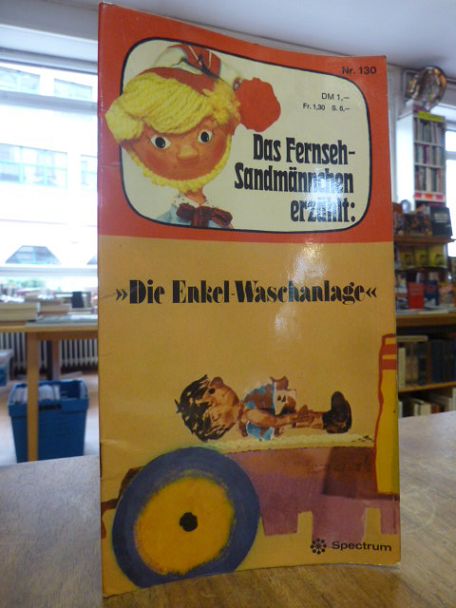 Nr. 130
DM 1,–
Fr. 1,30 S. 6,–
Das Fernseh-
Sandmännchen
erzählt:
»Die Enkel-Waschanlage«
Spectrum